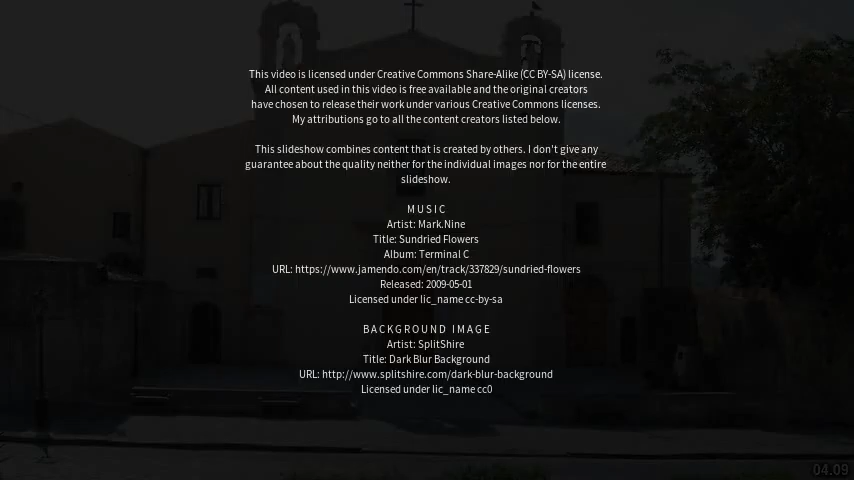 This video is licensed under Creative Commons Share-Alike (CC BY-SA) license.
All content used in this video is free available and the original creators
have chosen to release their work under various Creative Commons licenses.
My attributions go to all the content creators listed below.
This slideshow combines content that is created by others. I don't give any
guarantee about the quality neither for the individual images nor for the entire
slideshow.
MUSIC
Artist: Mark.Nine
Title: Sundried Flowers
Album: Terminal C
URL: https://www.jamendo.com/en/track/337829/sundried-flowers
Released: 2009-05-01
Licensed under lic_name cc-by-sa
BACKGROUND IMAGE
Artist: SplitShire
Title: Dark Blur Background
URL: http://www.splitshire.com/dark-blur-background
Licensed under lic_name cc0
04.09